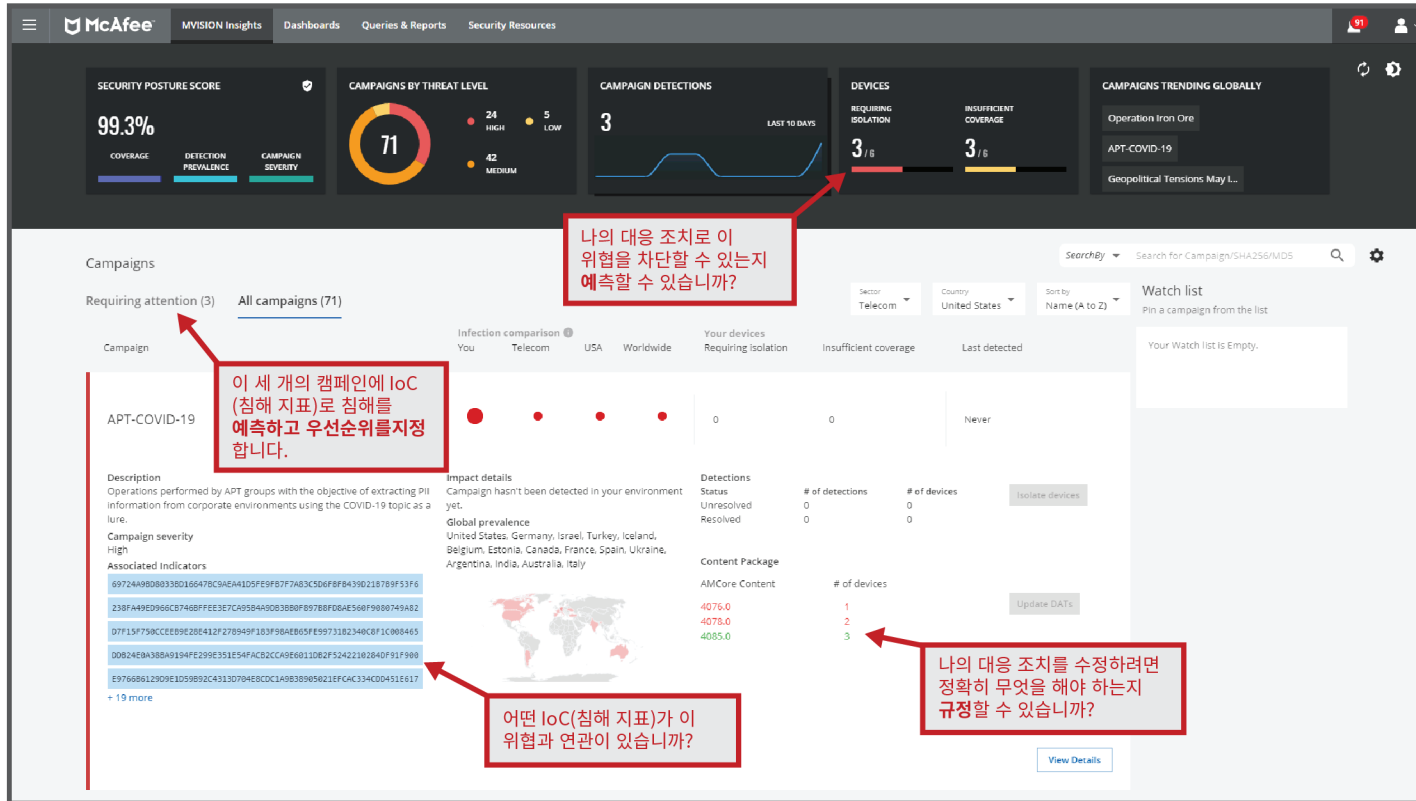 McAfee
MVISION Insights
Dashboards
Queries & Reports
Security Resources
91
SECURITY POSTURE SCORE
99.3%
COVERAGE
DETECTION
PREVALENCE
CAMPAIGN
SEVERITY
CAMPAIGNS BY THREAT LEVEL
71
24
HIGH
5
LOW
42
MEDIUM
CAMPAIGN DETECTIONS
3
LAST 10 DAYS
DEVICES
REQUIRING
ISOLATION
3/6
INSUFFICIENT
COVERAGE
3/6
CAMPAIGNS TRENDING GLOBALLY
Operation Iron Ore
APT-COVID-19
Geopolitical Tensions May I...
나의 대응 조치로 이
위협을 차단할 수 있는지
예측할 수 있습니까?
Campaigns
SearchBy
Search for Campaign/SHA256/MD5
Requiring attention (3)
All campaigns (71)
Sector
Telecom
Country
United States
Sort by
Name (A to Z)
Watch list
Pin a campaign from the list
Your Watch list is Empty.
Campaign
Infection comparison
You
Telecom
USA
Worldwide
Your devices
Requiring isolation
Insufficient coverage
Last detected
이 세 개의 캠페인에 IoC
(침해 지표)로 침해를
예측하고 우선순위를지정
합니다.
APT-COVID-19
0
0
Never
Description
Operations performed by APT groups with the objective of extracting PII
information from corporate environments using the COVID-19 topic as a
lure.
Campaign severity
High
Associated Indicators
+ 19 more
Impact details
Campaign hasn't been detected in your environment
yet.
Global prevalence
United States, Germany, Israel, Turkey, Iceland,
Belgium, Estonia, Canada, France, Spain, Ukraine,
Argentina, India, Australia, Italy
Detections
Status
# of detections
# of devices
Unresolved
0
0
Resolved
0
0
Isolate devices
Content Package
AMCore Content
# of devices
4076.0
1
4078.0
2
4085.0
3
Update DATs
나의 대응 조치를 수정하려면
정확히 무엇을 해야 하는지
규정할 수 있습니까?
어떤 IoC(침해 지표)가 이
위협과 연관이 있습니까?
View Details